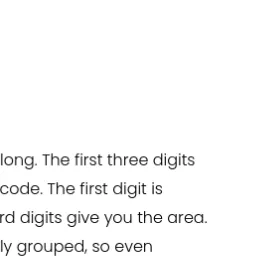 long. The first three digits
code. The first digit is
rd digits give you the area.
ly grouped, so even